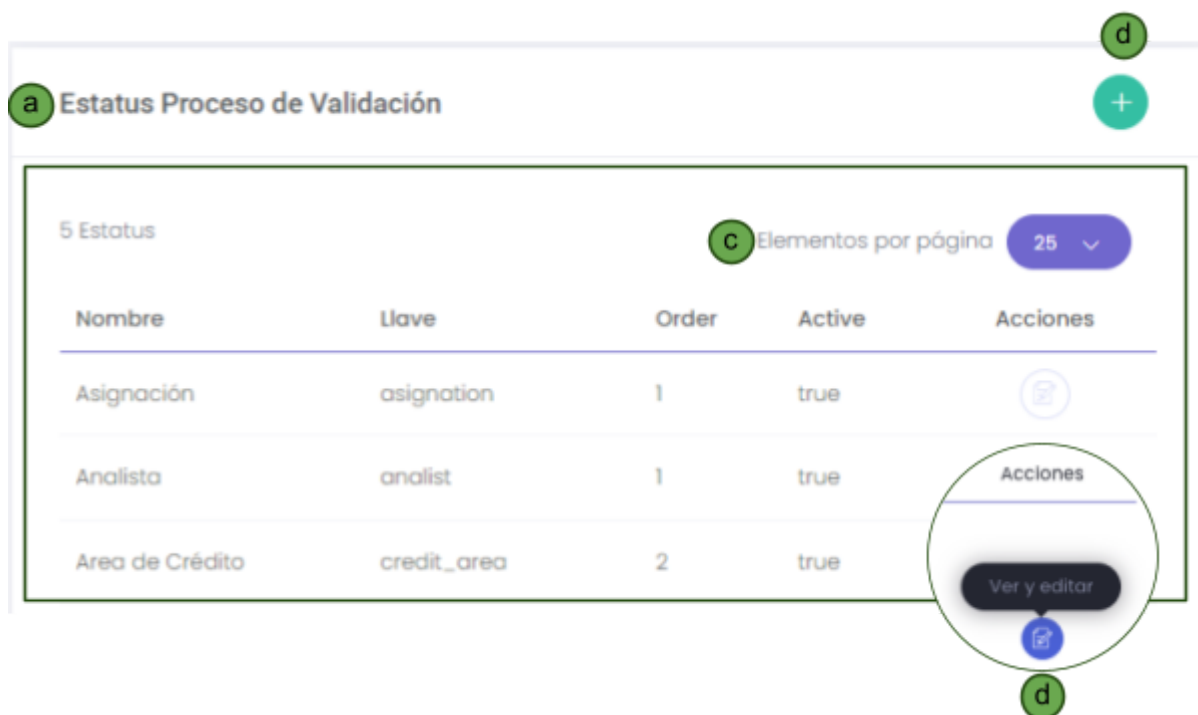 d
a Estatus Proceso de Validación +
5 Estatus
c Elementos por página 25
Nombre Llave Order Active Acciones
Asignación asignation 1 true
Analista analist 1 true
Acciones
Area de Crédito credit_area 2 true
Ver y editar
d